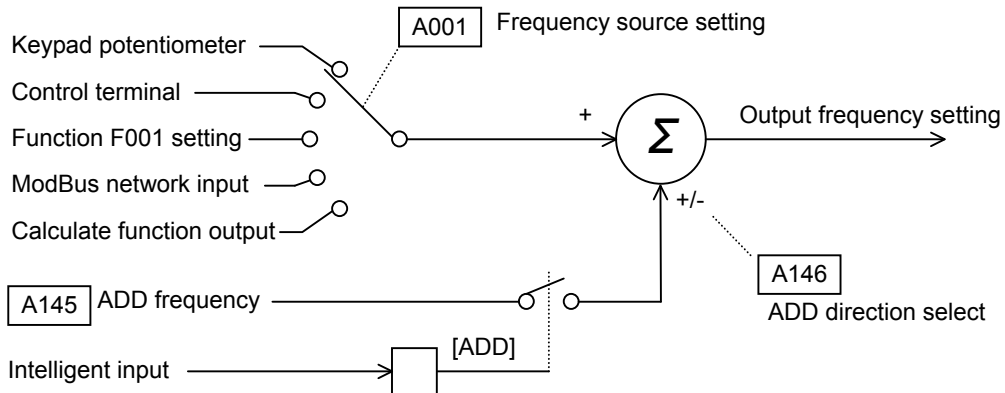 A001 Frequency source setting
Keypad potentiometer
Control terminal
Function F001 setting
ModBus network input
Calculate function output
+
Σ
Output frequency setting
+/-
A146
ADD direction select
A145 ADD frequency
Intelligent input
[ADD]